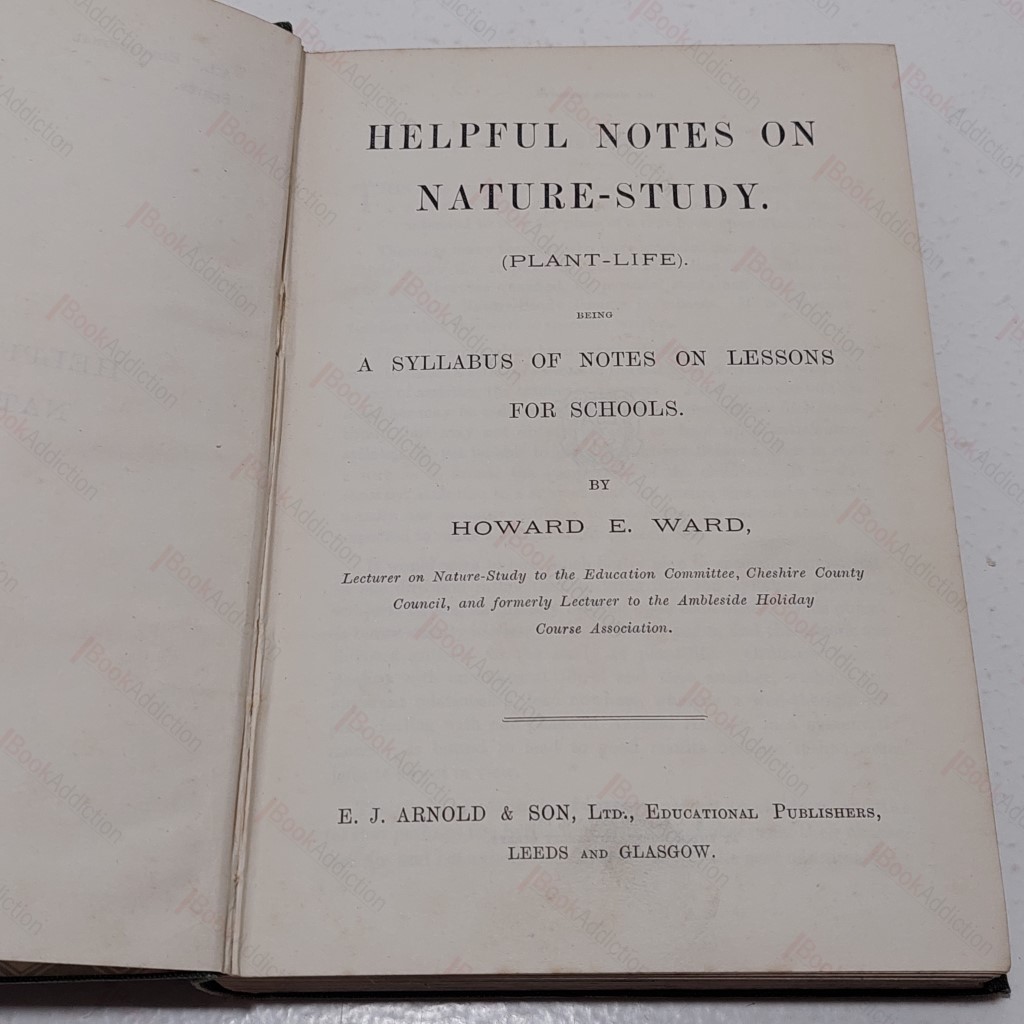 HELPFUL NOTES ON
NATURE-STUDY.
(PLANT-LIFE).
BEING
A SYLLABUS OF NOTES ON LESSONS
FOR SCHOOLS.
BY
HOWARD E. WARD,
Lecturer on Nature-Study to the Education Committee, Cheshire County
Council, and formerly Lecturer to the Ambleside Holiday
Course Association.
E. J. ARNOLD & SON, LTD., EDUCATIONAL PUBLISHERS,
LEEDS AND GLASGOW.
BookAddiction